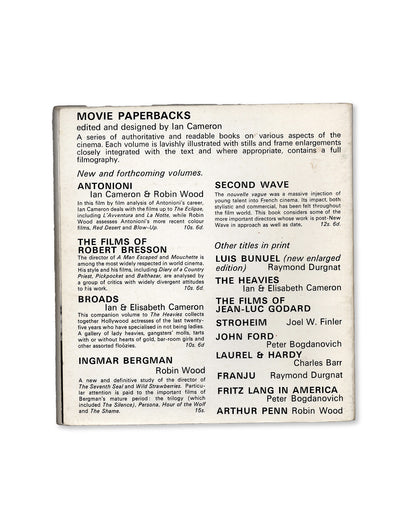 MOVIE PAPERBACKS
edited and designed by Ian Cameron
A series of authoritative and readable books on various aspects of the
cinema. Each volume is lavishly illustrated with stills and frame enlargements
closely integrated with the text and where appropriate, contains a full
filmography.
New and forthcoming volumes.
ANTONIONI
Ian Cameron & Robin Wood
In this film by film analysis of Antonioni's career,
Ian Cameron deals with the films up to The Eclipse,
including L'Avventura and La Notte, while Robin
Wood assesses Antonioni's more recent colour
films, Red Desert and Blow-Up. 10s. 6d.
THE FILMS OF
ROBERT BRESSON
The director of A Man Escaped and Mouchette is
among the most widely respected in world cinema.
His style and his films, including Diary of a Country
Priest, Pickpocket and Balthazar, are analysed by
a group of critics with widely divergent attitudes
to his work. 10s. 6d.
BROADS
Ian & Elisabeth Cameron
This companion volume to The Heavies collects
together Hollywood actresses of the last twenty-
five years who have specialised in not being ladies.
A gallery of lady heavies, gangsters' molls, tarts
with or without hearts of gold, bar-room girls and
other assorted floozies. 10s. 6d
INGMAR BERGMAN
Robin Wood
A new and definitive study of the director of
The Seventh Seal and Wild Strawberries. Particu-
lar attention is paid to the important films of
Bergman's mature period: the trilogy (which
included The Silence), Persona, Hour of the Wolf
and The Shame. 15s.
SECOND WAVE
The nouvelle vague was a massive injection of
young talent into French cinema. Its impact, both
stylistic and commercial, has been felt throughout
the film world. This book considers some of the
more important directors whose work is post-New
Wave in approach as well as date. 12s. 6d.
Other titles in print
LUIS BUNUEL (new enlarged
edition) Raymond Durgnat
THE HEAVIES
Ian & Elisabeth Cameron
THE FILMS OF
JEAN-LUC GODARD
STROHEIM Joel W. Finler
JOHN FORD
Peter Bogdanovich
LAUREL & HARDY
Charles Barr
FRANJU Raymond Durgnat
FRITZ LANG IN AMERICA
Peter Bogdanovich
ARTHUR PENN Robin Wood